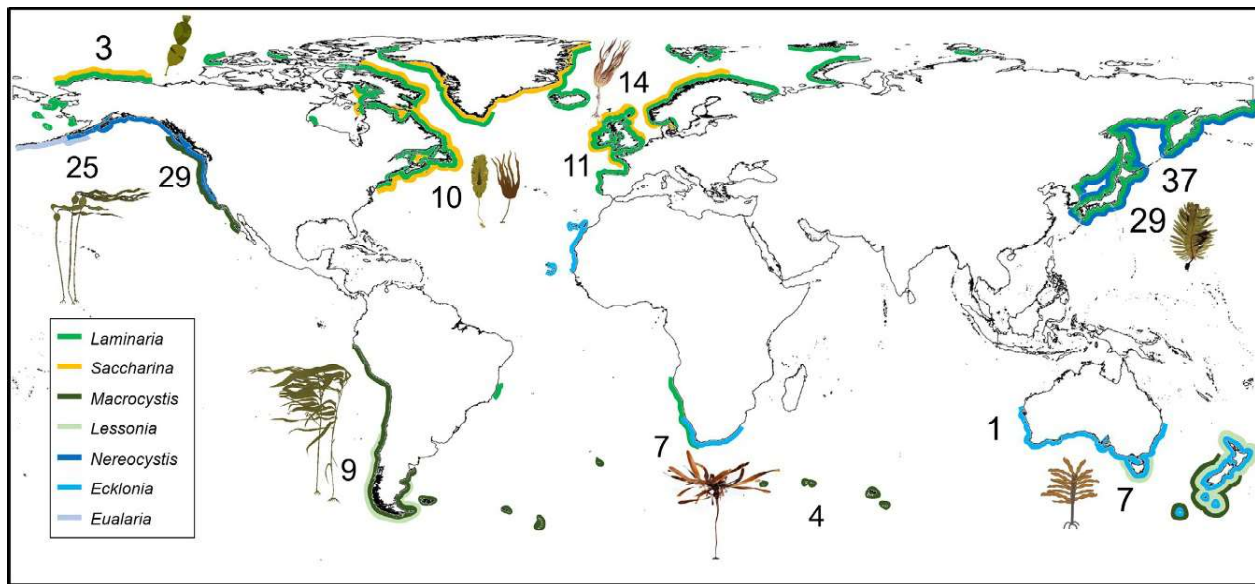 3
14
25
29
11
10
37
29
Laminaria
Saccharina
Macrocystis
Lessonia
Nereocystis
Ecklonia
Eualaria
9
7
4
1
7